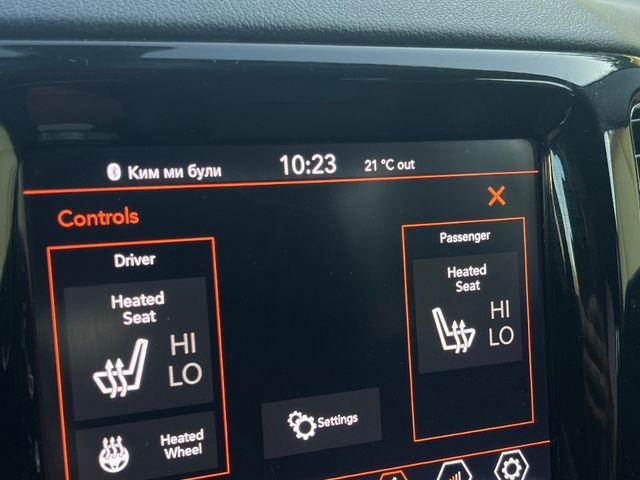 Ким ми були 10:23 21 °C out
Controls
Driver
Heated
Seat
HI
LO
Heated
Wheel
Settings
Passenger
Heated
Seat
HI
LO